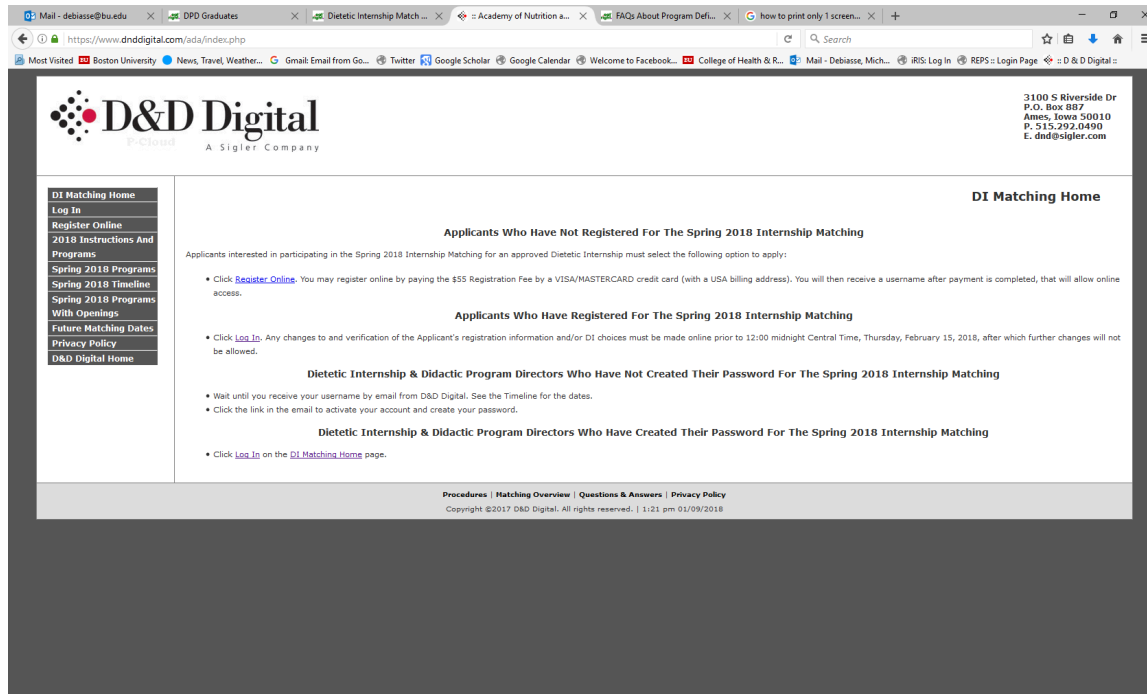 Mail - debiasse@bu.edu
DPD Graduates
Dietetic Internship Match ...
:: Academy of Nutrition a...
FAQs About Program Defi...
how to print only 1 screen...
https://www.dnddigital.com/ada/index.php
Search
Most Visited
BU Boston University
News, Travel, Weather...
Gmail: Email from Go...
Twitter
Google Scholar
Google Calendar
Welcome to Facebook...
BU College of Health & R...
Mail - Debiasse, Mich...
iRIS: Log In
REPS :: Login Page
:: D & D Digital ::
D&D Digital
P-Cloud
A Sigler Company
3100 S Riverside Dr
P.O. Box 887
Ames, Iowa 50010
P. 515.292.0490
E. dnd@sigler.com
DI Matching Home
Log In
Register Online
2018 Instructions And
Programs
Spring 2018 Programs
Spring 2018 Timeline
Spring 2018 Programs
With Openings
Future Matching Dates
Privacy Policy
D&D Digital Home
DI Matching Home
Applicants Who Have Not Registered For The Spring 2018 Internship Matching
Applicants interested in participating in the Spring 2018 Internship Matching for an approved Dietetic Internship must select the following option to apply:
• Click Register Online. You may register online by paying the $55 Registration Fee by a VISA/MASTERCARD credit card (with a USA billing address). You will then receive a username after payment is completed, that will allow online
access.
Applicants Who Have Registered For The Spring 2018 Internship Matching
• Click Log In. Any changes to and verification of the Applicant's registration information and/or DI choices must be made online prior to 12:00 midnight Central Time, Thursday, February 15, 2018, after which further changes will not
be allowed.
Dietetic Internship & Didactic Program Directors Who Have Not Created Their Password For The Spring 2018 Internship Matching
• Wait until you receive your username by email from D&D Digital. See the Timeline for the dates.
• Click the link in the email to activate your account and create your password.
Dietetic Internship & Didactic Program Directors Who Have Created Their Password For The Spring 2018 Internship Matching
• Click Log In on the DI Matching Home page.
Procedures | Matching Overview | Questions & Answers | Privacy Policy
Copyright ©2017 D&D Digital. All rights reserved. | 1:21 pm 01/09/2018